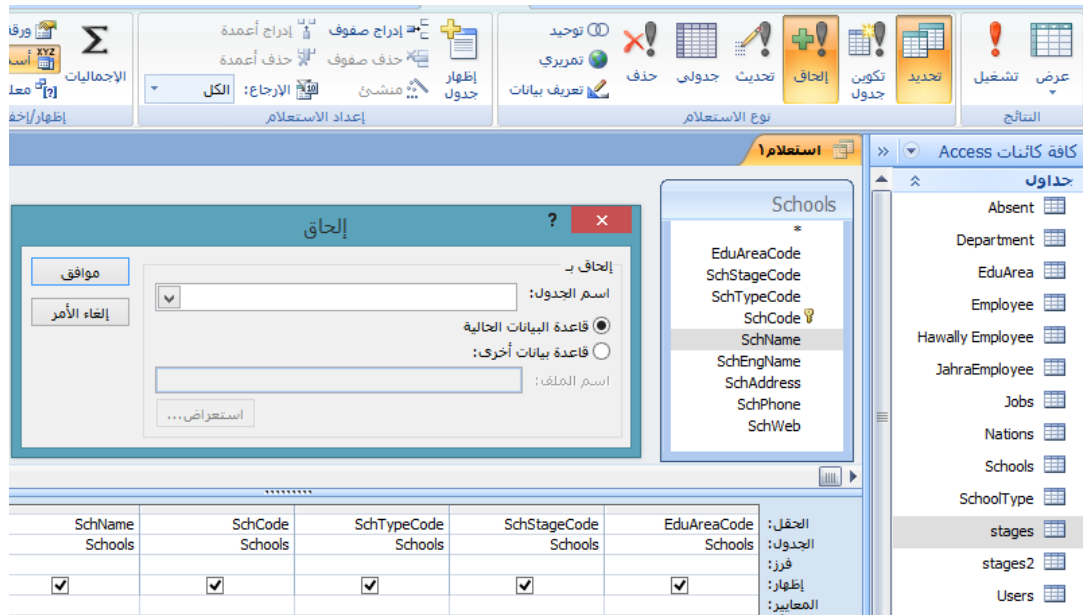 عرض
تشغيل
النتائج
تحديد
تكوين جدول
إلحاق
تحديث
جدولي
حذف
توحيد
تمريري
تعريف بيانات
نوع الاستعلام
إظهار جدول
إدراج صفوف
حذف صفوف
منشئ
إدراج أعمدة
حذف أعمدة
الإرجاع: الكل
إعداد الاستعلام
الإجماليات
XYZ
كافة كائنات Access
جداول
Absent
Department
EduArea
Employee
Hawally Employee
JahraEmployee
Jobs
Nations
Schools
SchoolType
stages
stages2
Users
استعلام١
Schools
*
EduAreaCode
SchStageCode
SchTypeCode
SchCode
SchName
SchEngName
SchAddress
SchPhone
SchWeb
إلحاق
?
إلحاق بـ
اسم الجدول:
قاعدة البيانات الحالية
قاعدة بيانات أخرى:
اسم الملف:
استعراض...
موافق
إلغاء الأمر
الحقل: EduAreaCode SchStageCode SchTypeCode SchCode SchName
الجدول: Schools Schools Schools Schools Schools
فرز:
إظهار:
المعايير: